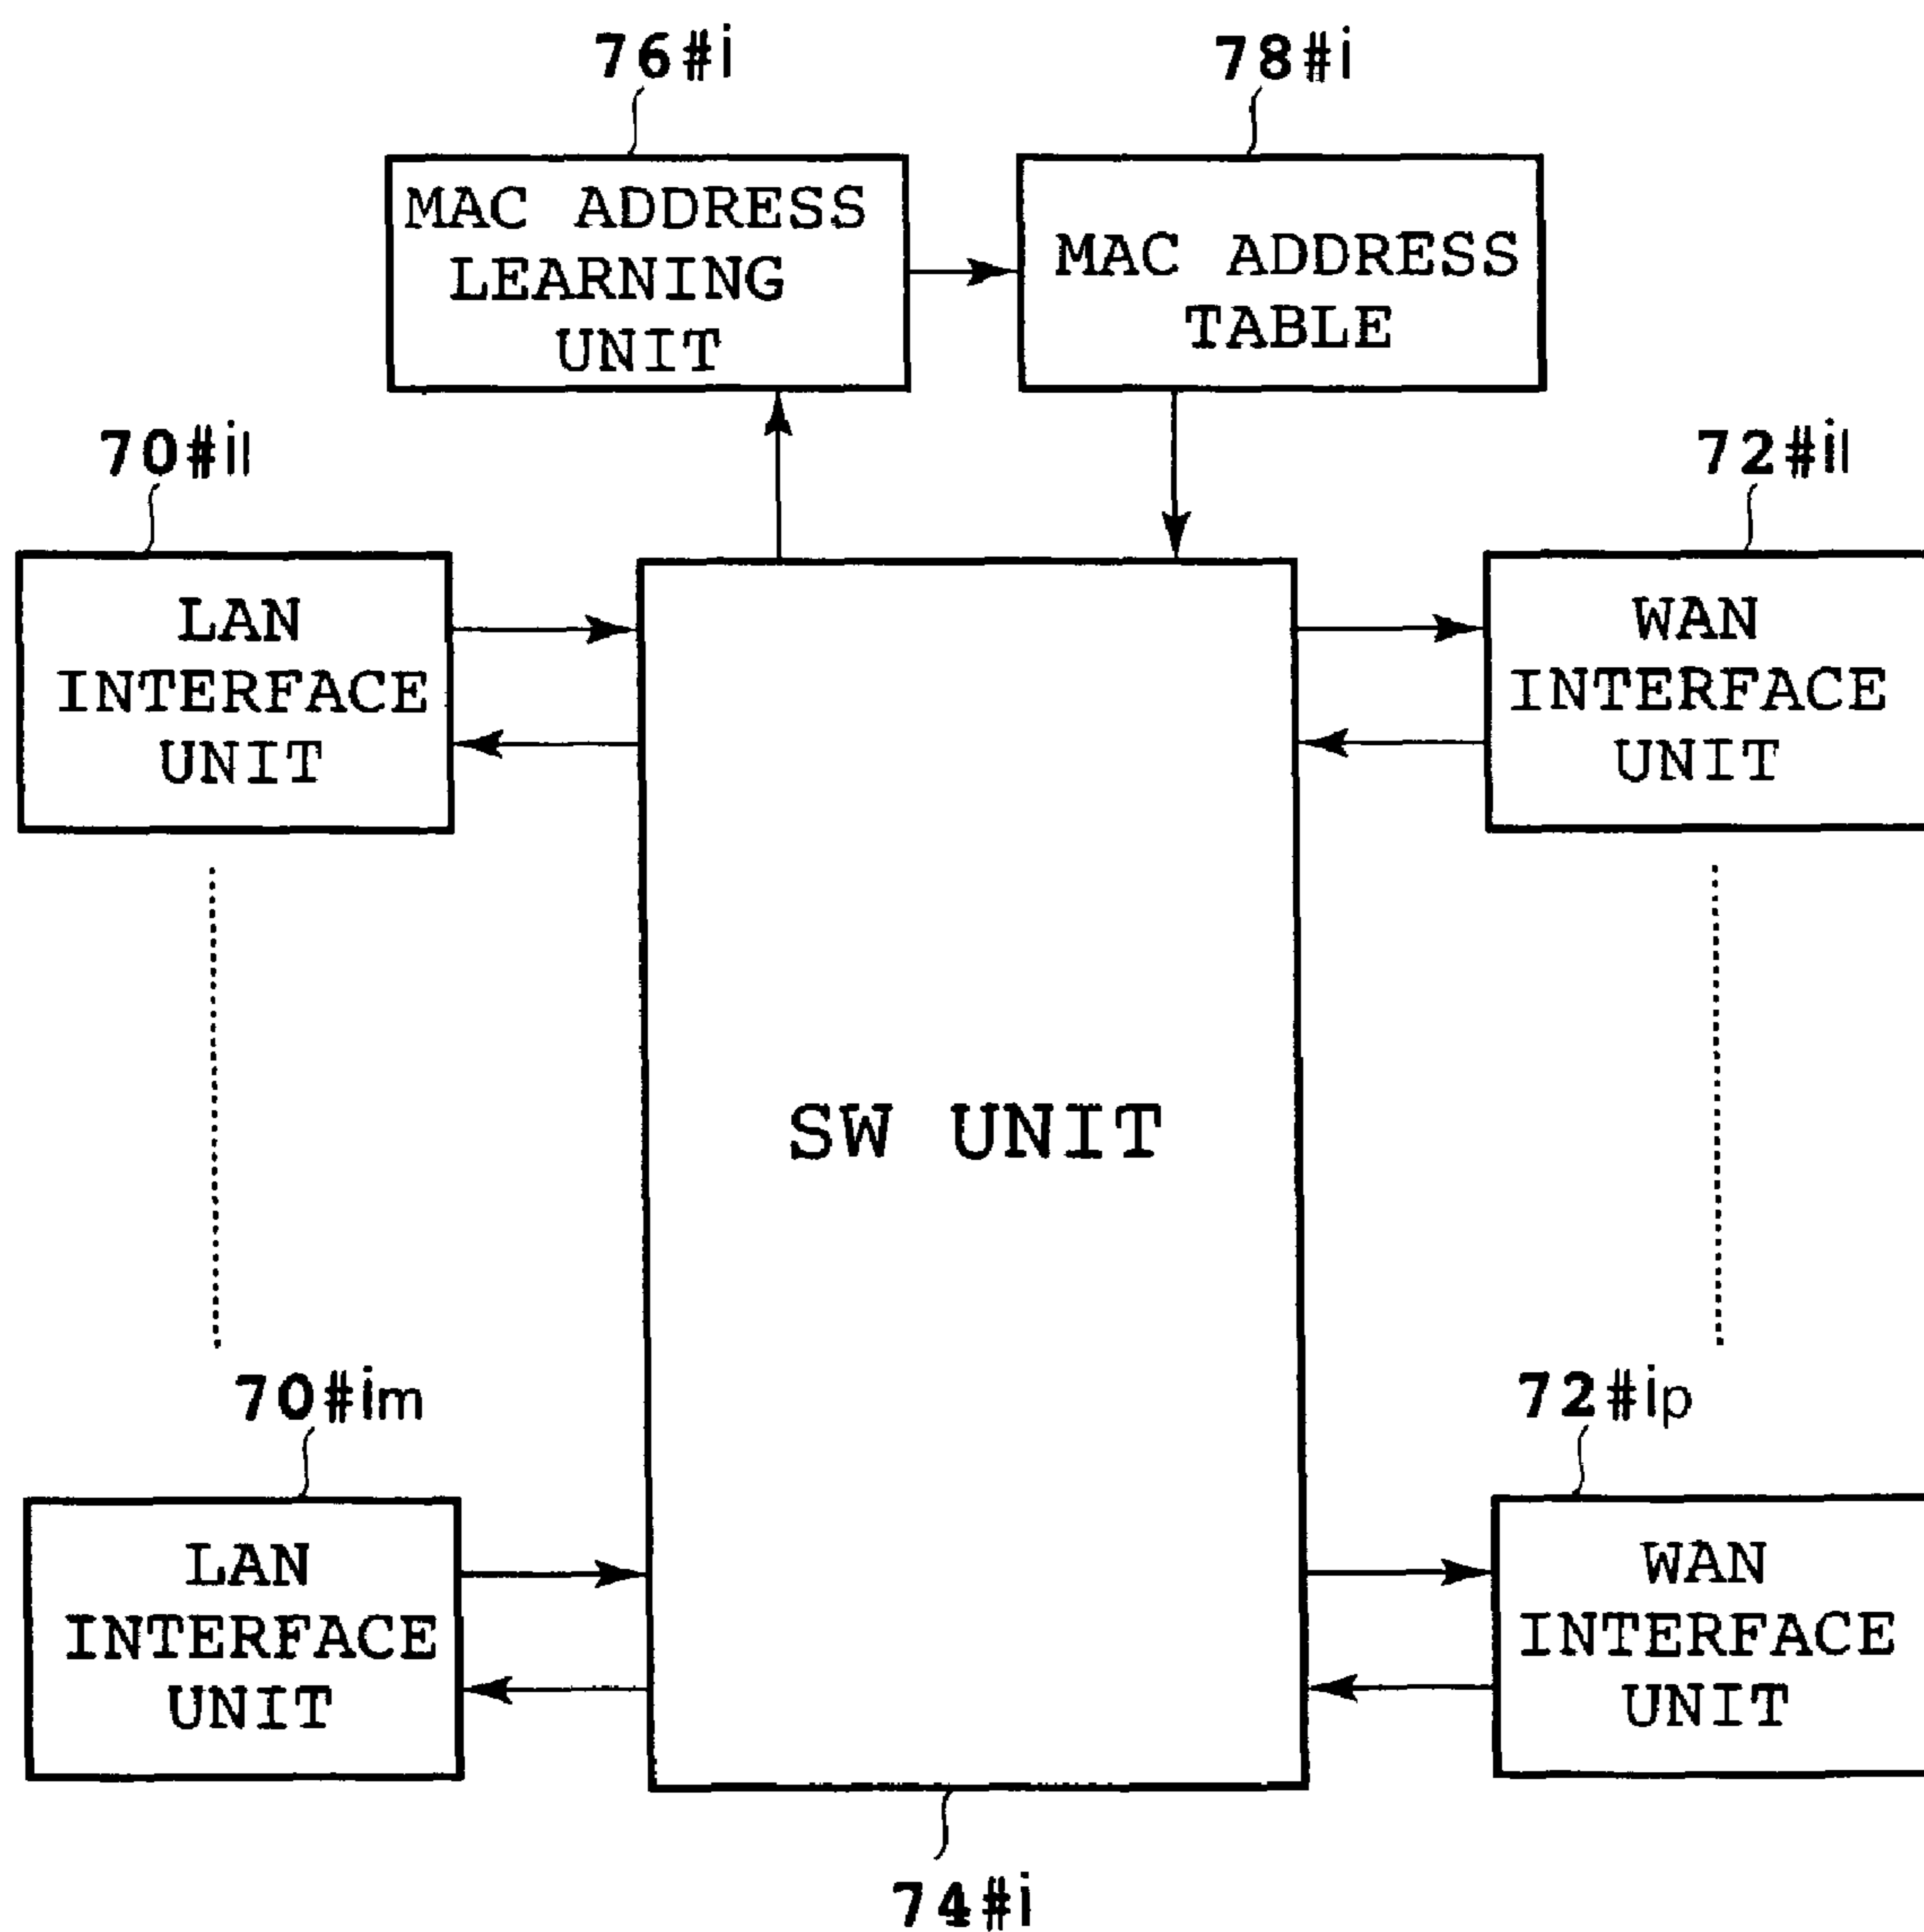 76#i
78#i
MAC ADDRESS
LEARNING
UNIT
MAC ADDRESS
TABLE
70#il
72#il
LAN
INTERFACE
UNIT
WAN
INTERFACE
UNIT
SW UNIT
70#im
72#ip
LAN
INTERFACE
UNIT
WAN
INTERFACE
UNIT
74#i